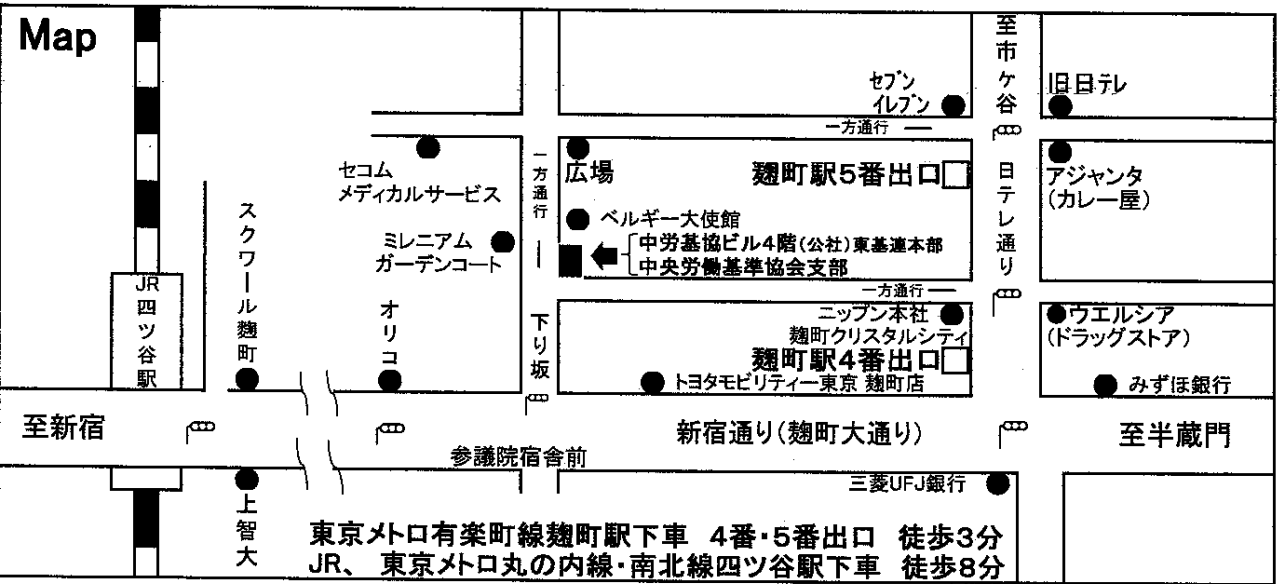 Map
至市ケ谷
セブン
イレブン
旧日テレ
一方通行
セコム
メディカルサービス
一方通行
広場
麹町駅5番出口
日テレ通り
アジャンタ
(カレー屋)
スクワール麹町
ミレニアム
ガーデンコート
ベルギー大使館
中労基協ビル4階(公社)東基連本部
中央労働基準協会支部
一方通行
JR四ツ谷駅
オリコ
下り坂
ニップン本社
麹町クリスタルシティ
麹町駅4番出口
トヨタモビリティー東京 麹町店
ウエルシア
(ドラッグストア)
みずほ銀行
至新宿
新宿通り(麹町大通り)
至半蔵門
参議院宿舎前
上智大
三菱UFJ銀行
東京メトロ有楽町線麹町駅下車 4番・5番出口 徒歩3分
JR、 東京メトロ丸の内線・南北線四ツ谷駅下車 徒歩8分